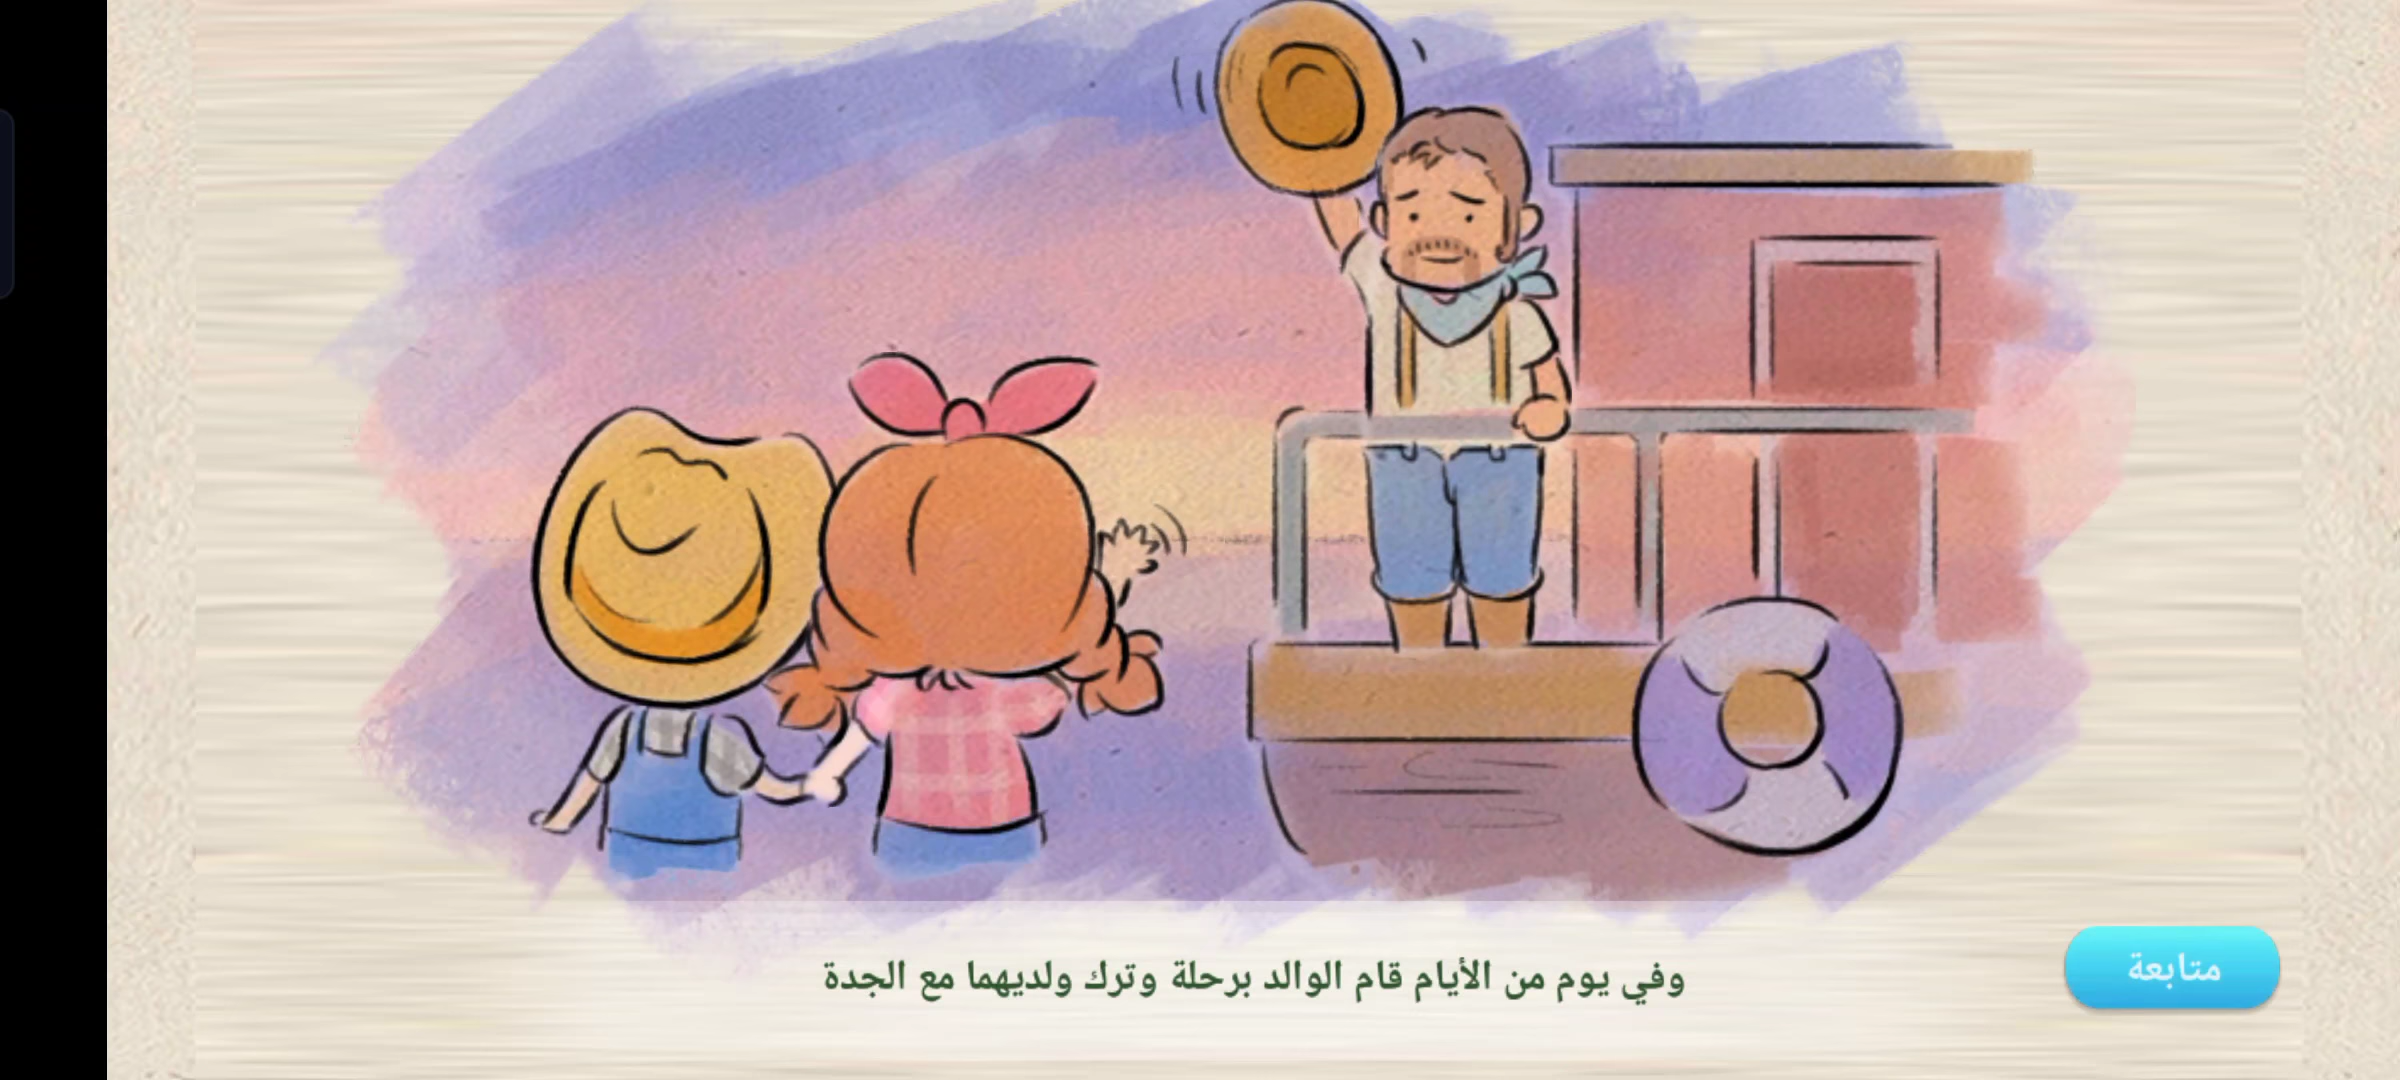 وفي يوم من الأيام قام الوالد برحلة وترك ولديهما مع الجدة
متابعة